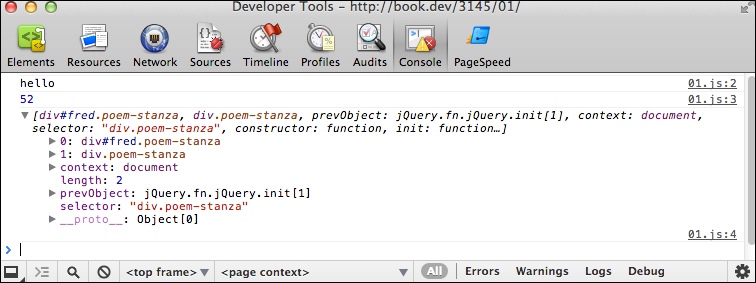 Developer Tools - http://book.dev/3145/01/
Elements Resources Network Sources Timeline Profiles Audits Console PageSpeed
hello 01.js:2
52 01.js:3
▼[div#fred.poem-stanza, div.poem-stanza, prevObject: jQuery.fn.jQuery.init[1], context: document,
selector: "div.poem-stanza", constructor: function, init: function…]
▶ 0: div#fred.poem-stanza
▶ 1: div.poem-stanza
▶ context: document
length: 2
▶ prevObject: jQuery.fn.jQuery.init[1]
selector: "div.poem-stanza"
▶ __proto__: Object[0]
01.js:4
>
<top frame> ▼ <page context> ▼ All Errors Warnings Logs Debug